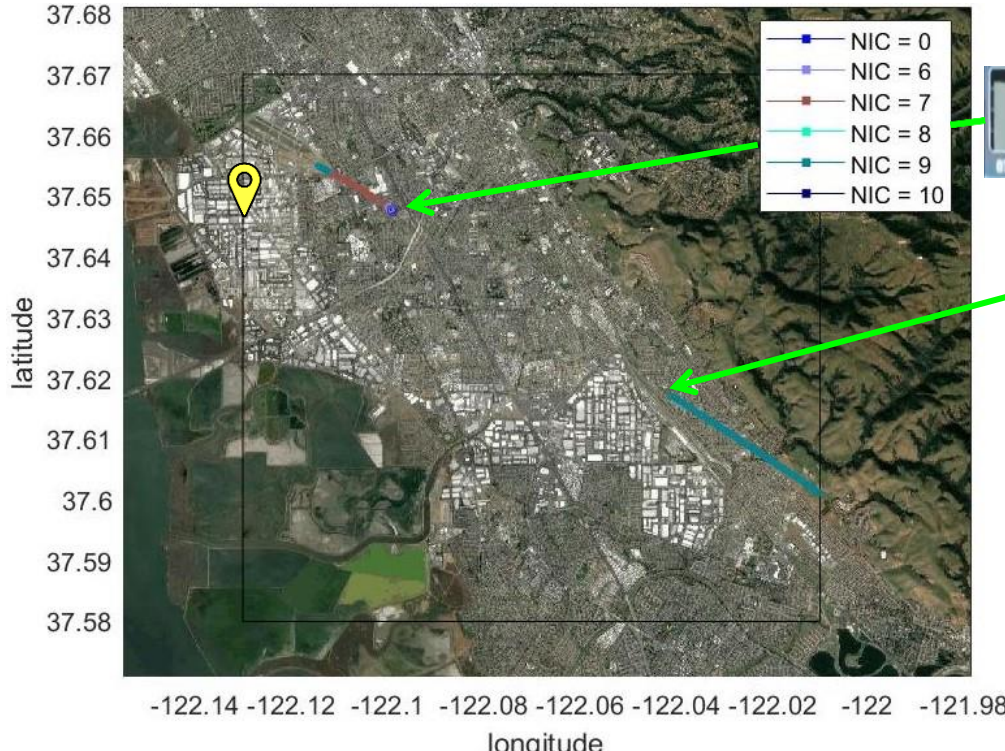 37.68
37.67
37.66
37.65
37.64
37.63
37.62
37.61
37.6
37.59
37.58
latitude
NIC = 0
NIC = 6
NIC = 7
NIC = 8
NIC = 9
NIC = 10
-122.14 -122.12 -122.1 -122.08 -122.06 -122.04 -122.02 -122 -121.98
longitude